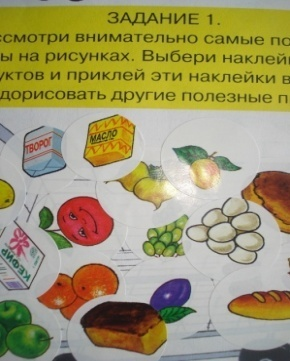 ЗАДАНИЕ 1.
ссмотри внимательно самые по
ы на рисунках. Выбери наклей
уктов и приклей эти наклейки в
дорисовать другие полезные п
ТВОРОГ
МАСЛО
КЕФИР